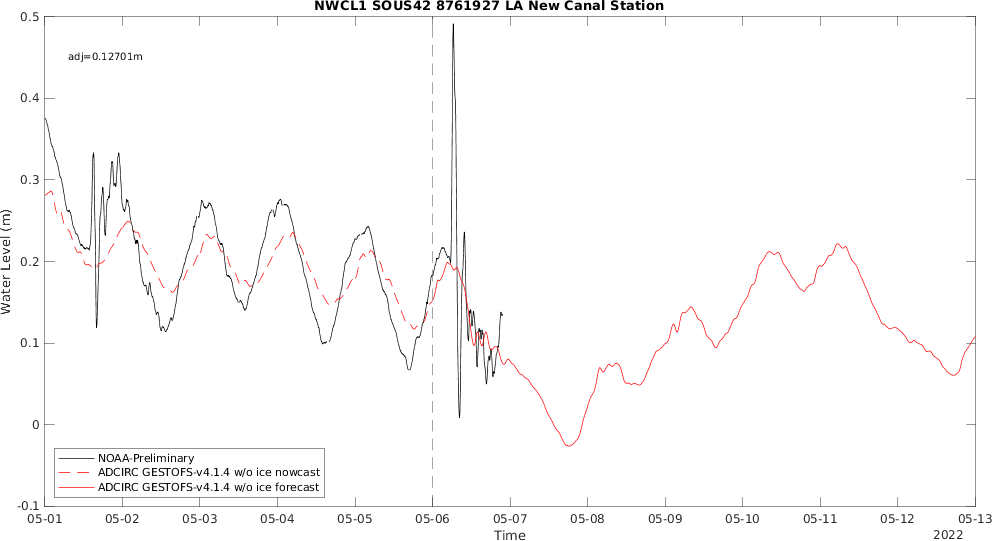 NWCL1 SOUS42 8761927 LA New Canal Station
adj=0.12701m
Water Level (m)
0.5
0.4
0.3
0.2
0.1
0
-0.1
NOAA-Preliminary
ADCIRC GESTOFS-v4.1.4 w/o ice nowcast
ADCIRC GESTOFS-v4.1.4 w/o ice forecast
05-01 05-02 05-03 05-04 05-05 05-06 05-07 05-08 05-09 05-10 05-11 05-12 05-13
Time
2022